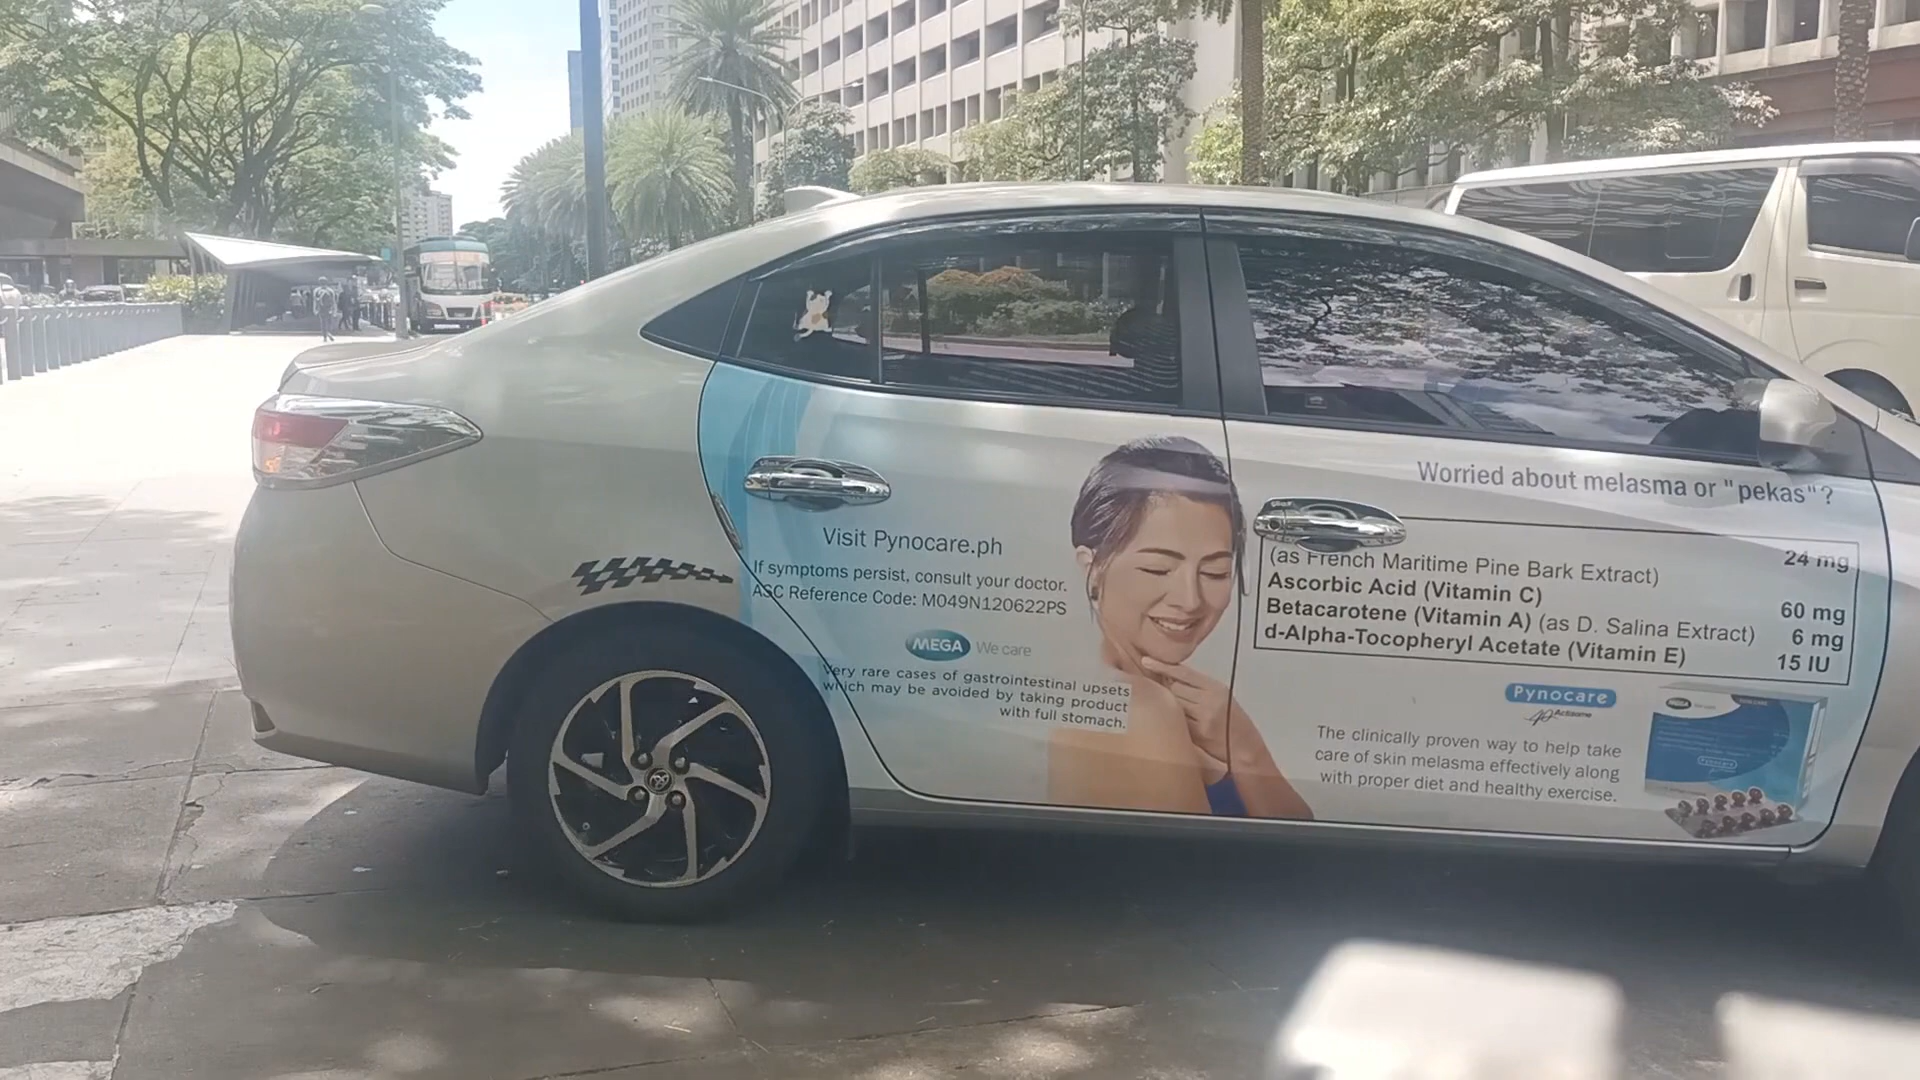 Visit Pynocare.ph
If symptoms persist, consult your doctor.
ASC Reference Code: M049N120622PS
MEGA We care
Very rare cases of gastrointestinal upsets
which may be avoided by taking product
with full stomach.
Worried about melasma or "pekas"?
(as French Maritime Pine Bark Extract) 24 mg
Ascorbic Acid (Vitamin C) 60 mg
Betacarotene (Vitamin A) (as D. Salina Extract) 6 mg
d-Alpha-Tocopheryl Acetate (Vitamin E) 15 IU
Pynocare
Actisome
The clinically proven way to help take
care of skin melasma effectively along
with proper diet and healthy exercise.
MEGA
Pynocare